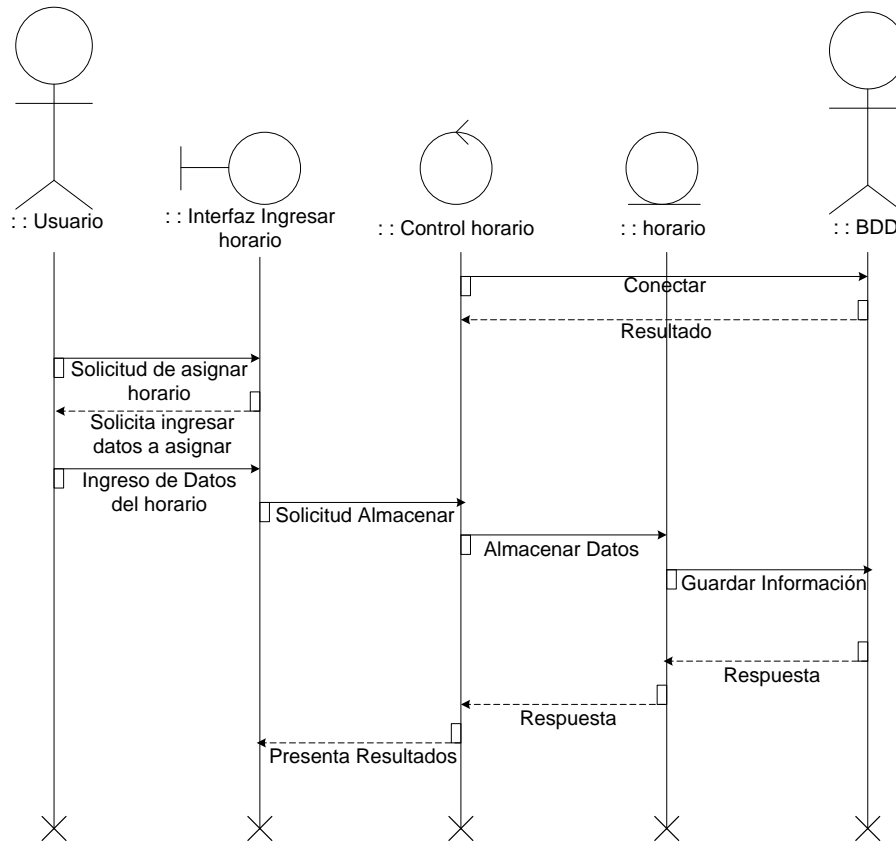 : : Usuario
: : Interfaz Ingresar
horario
: : Control horario
: : horario
: : BDD
Conectar
Resultado
Solicitud de asignar
horario
Solicita ingresar
datos a asignar
Ingreso de Datos
del horario
Solicitud Almacenar
Almacenar Datos
Guardar Información
Respuesta
Respuesta
Presenta Resultados